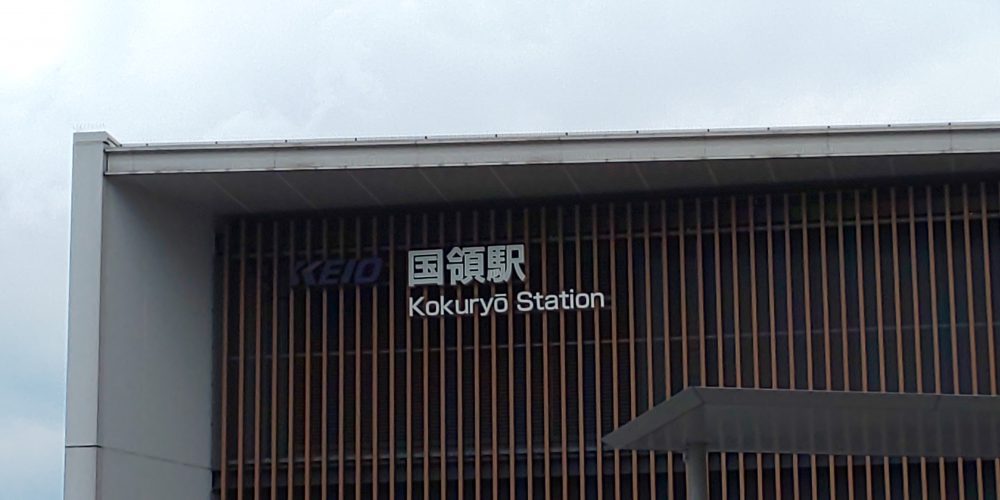 KEIO 国領駅
Kokuryō Station